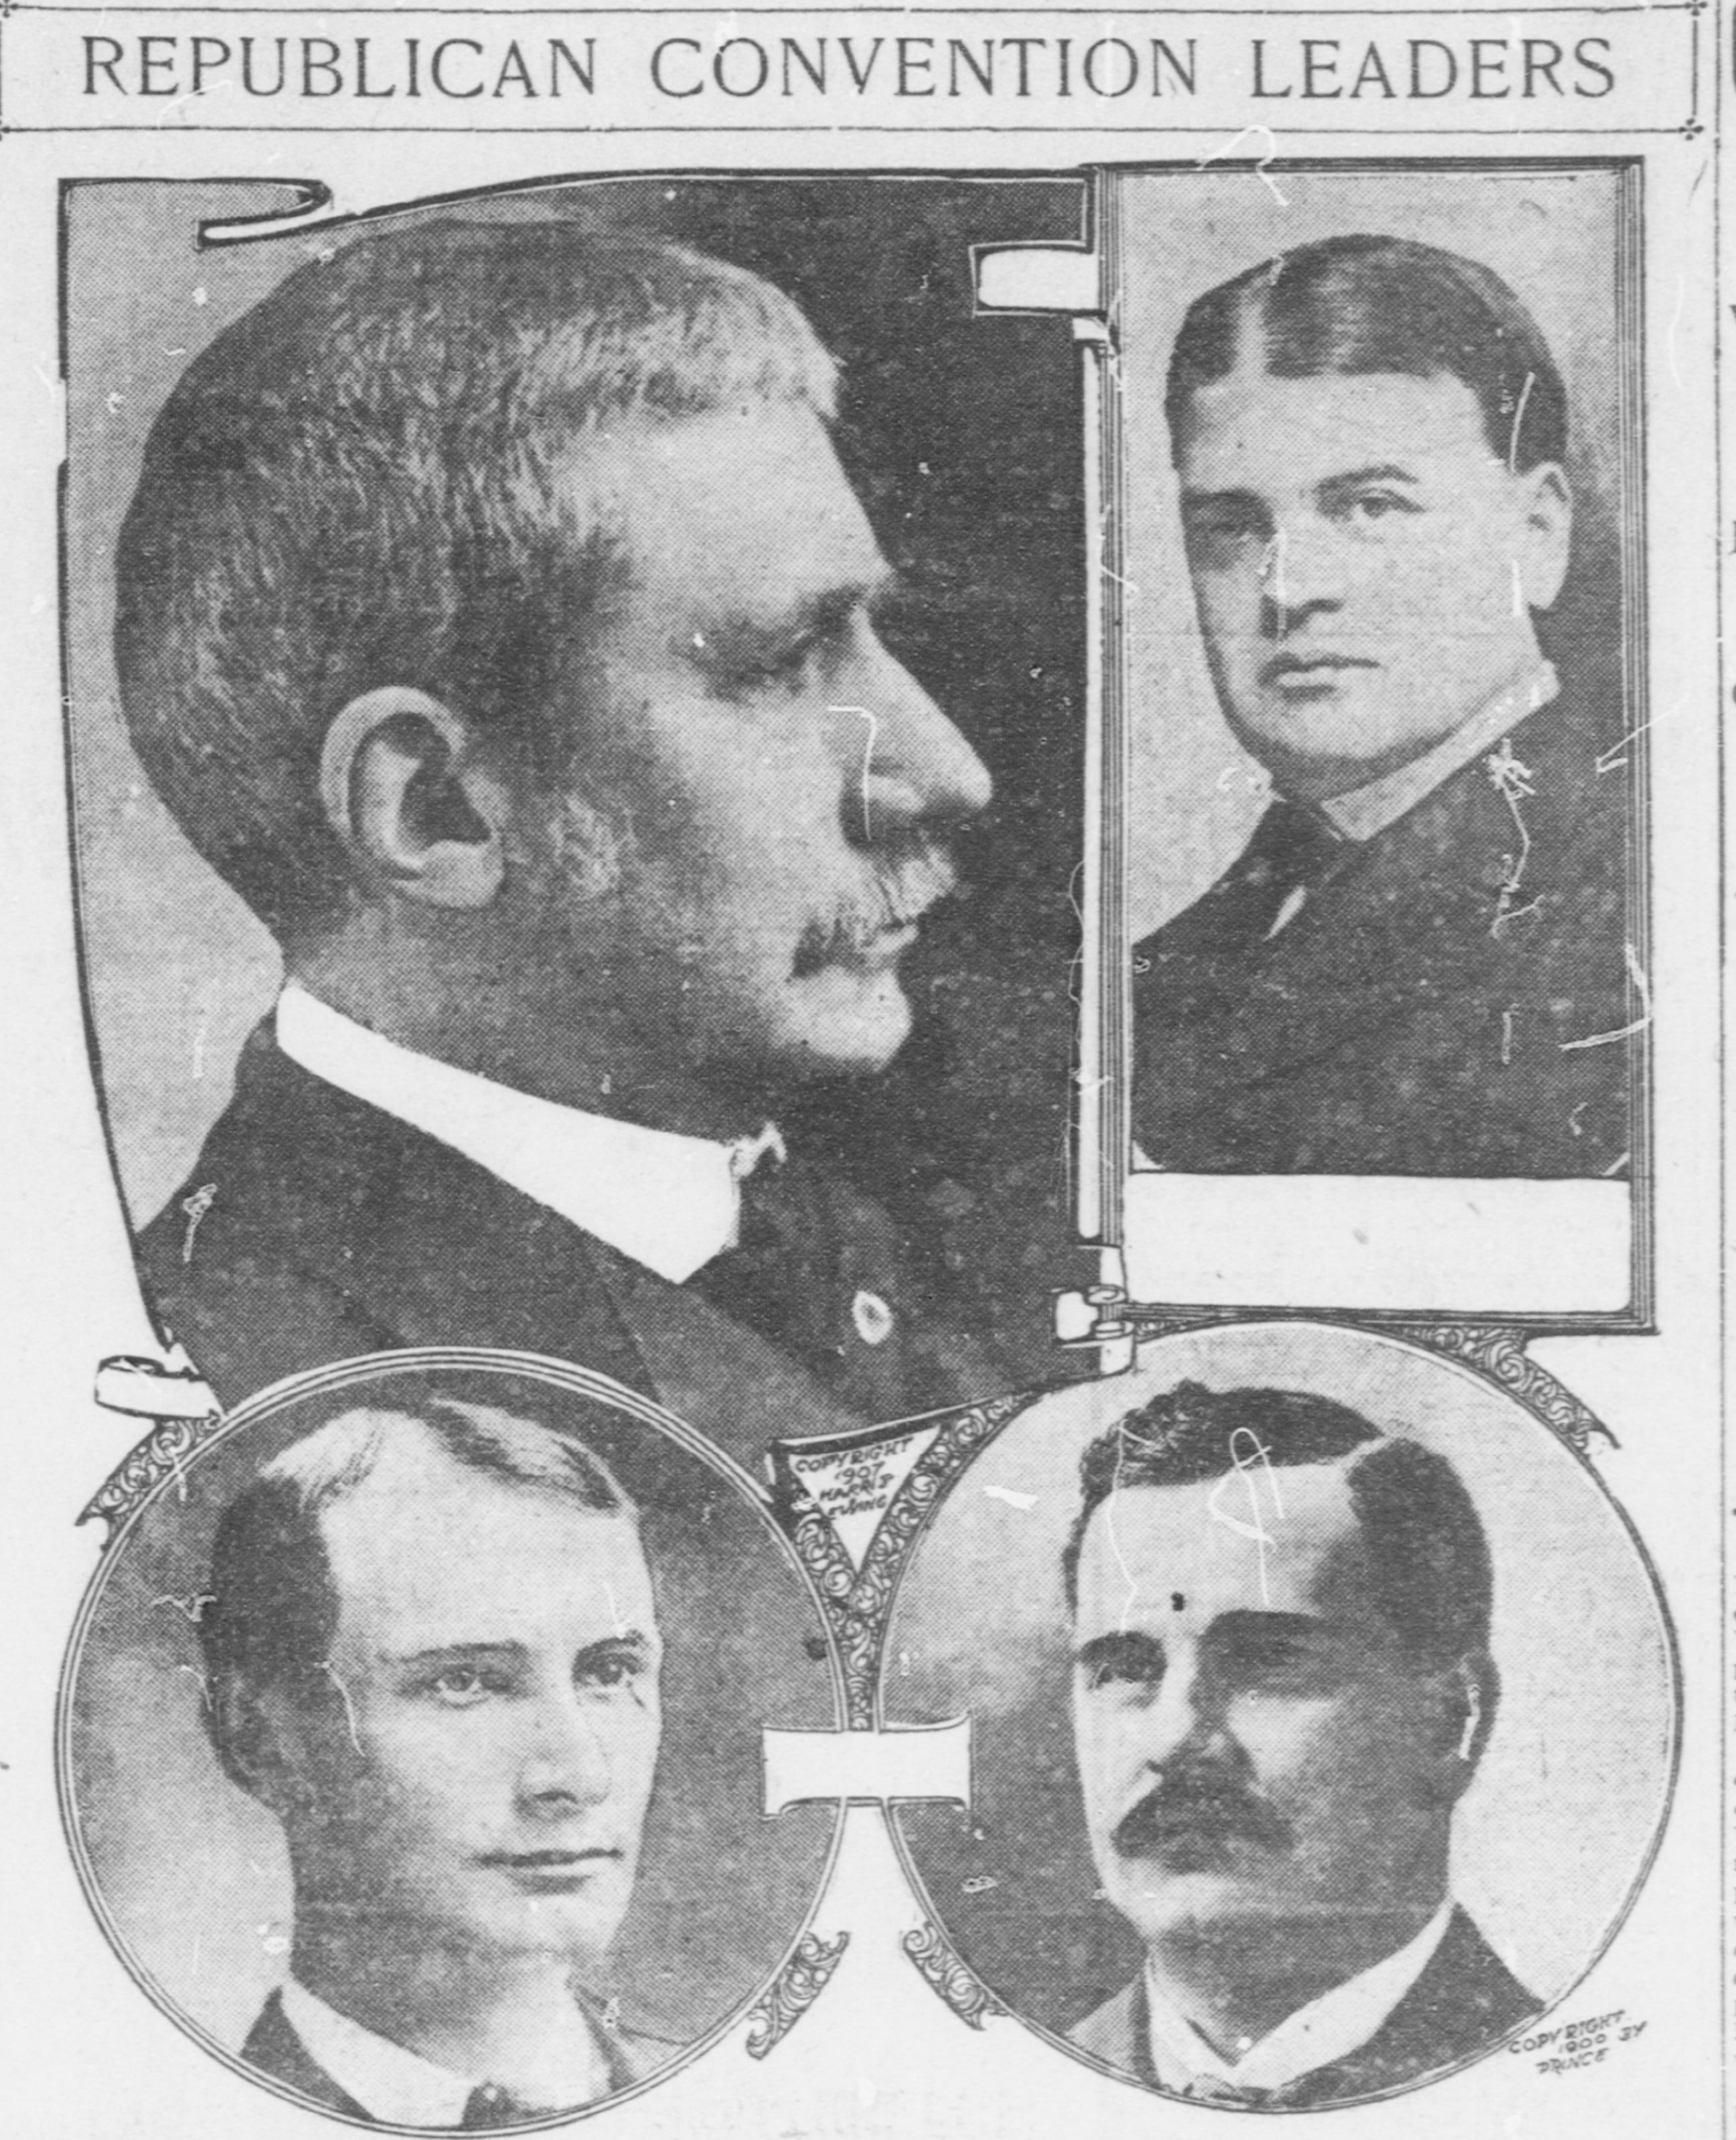 REPUBLICAN CONVENTION LEADERS
COPYRIGHT
1907
HARRIS
EWING
COPYRIGHT
1900 BY
PRINCE